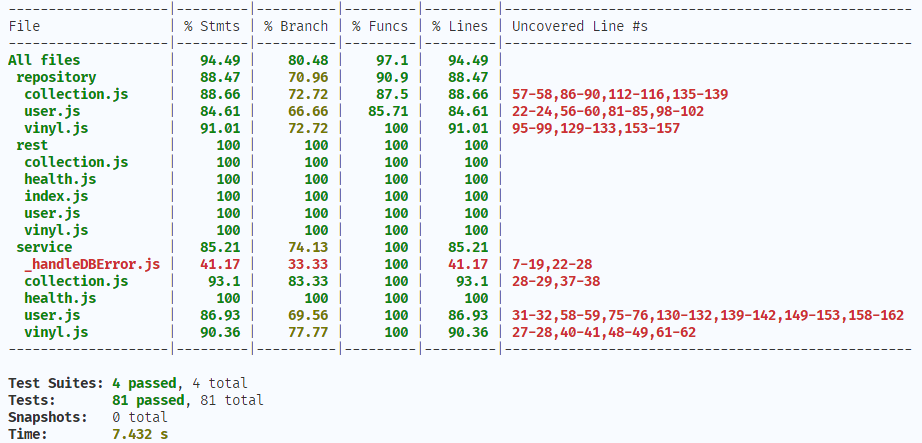 --------------------|---------|----------|---------|---------|------------------------------------------------
File                | % Stmts | % Branch | % Funcs | % Lines | Uncovered Line #s
--------------------|---------|----------|---------|---------|------------------------------------------------
All files           |   94.49 |    80.48 |    97.1 |   94.49 |
 repository         |   88.47 |    70.96 |    90.9 |   88.47 |
  collection.js     |   88.66 |    72.72 |    87.5 |   88.66 | 57-58,86-90,112-116,135-139
  user.js           |   84.61 |    66.66 |   85.71 |   84.61 | 22-24,56-60,81-85,98-102
  vinyl.js          |   91.01 |    72.72 |     100 |   91.01 | 95-99,129-133,153-157
 rest               |     100 |      100 |     100 |     100 |
  collection.js     |     100 |      100 |     100 |     100 |
  health.js         |     100 |      100 |     100 |     100 |
  index.js          |     100 |      100 |     100 |     100 |
  user.js           |     100 |      100 |     100 |     100 |
  vinyl.js          |     100 |      100 |     100 |     100 |
 service            |   85.21 |    74.13 |     100 |   85.21 |
  _handleDBError.js |   41.17 |    33.33 |     100 |   41.17 | 7-19,22-28
  collection.js     |    93.1 |    83.33 |     100 |    93.1 | 28-29,37-38
  health.js         |     100 |      100 |     100 |     100 |
  user.js           |   86.93 |    69.56 |     100 |   86.93 | 31-32,58-59,75-76,130-132,139-142,149-153,158-162
  vinyl.js          |   90.36 |    77.77 |     100 |   90.36 | 27-28,40-41,48-49,61-62
--------------------|---------|----------|---------|---------|------------------------------------------------
Test Suites: 4 passed, 4 total
Tests:       81 passed, 81 total
Snapshots:   0 total
Time:        7.432 s